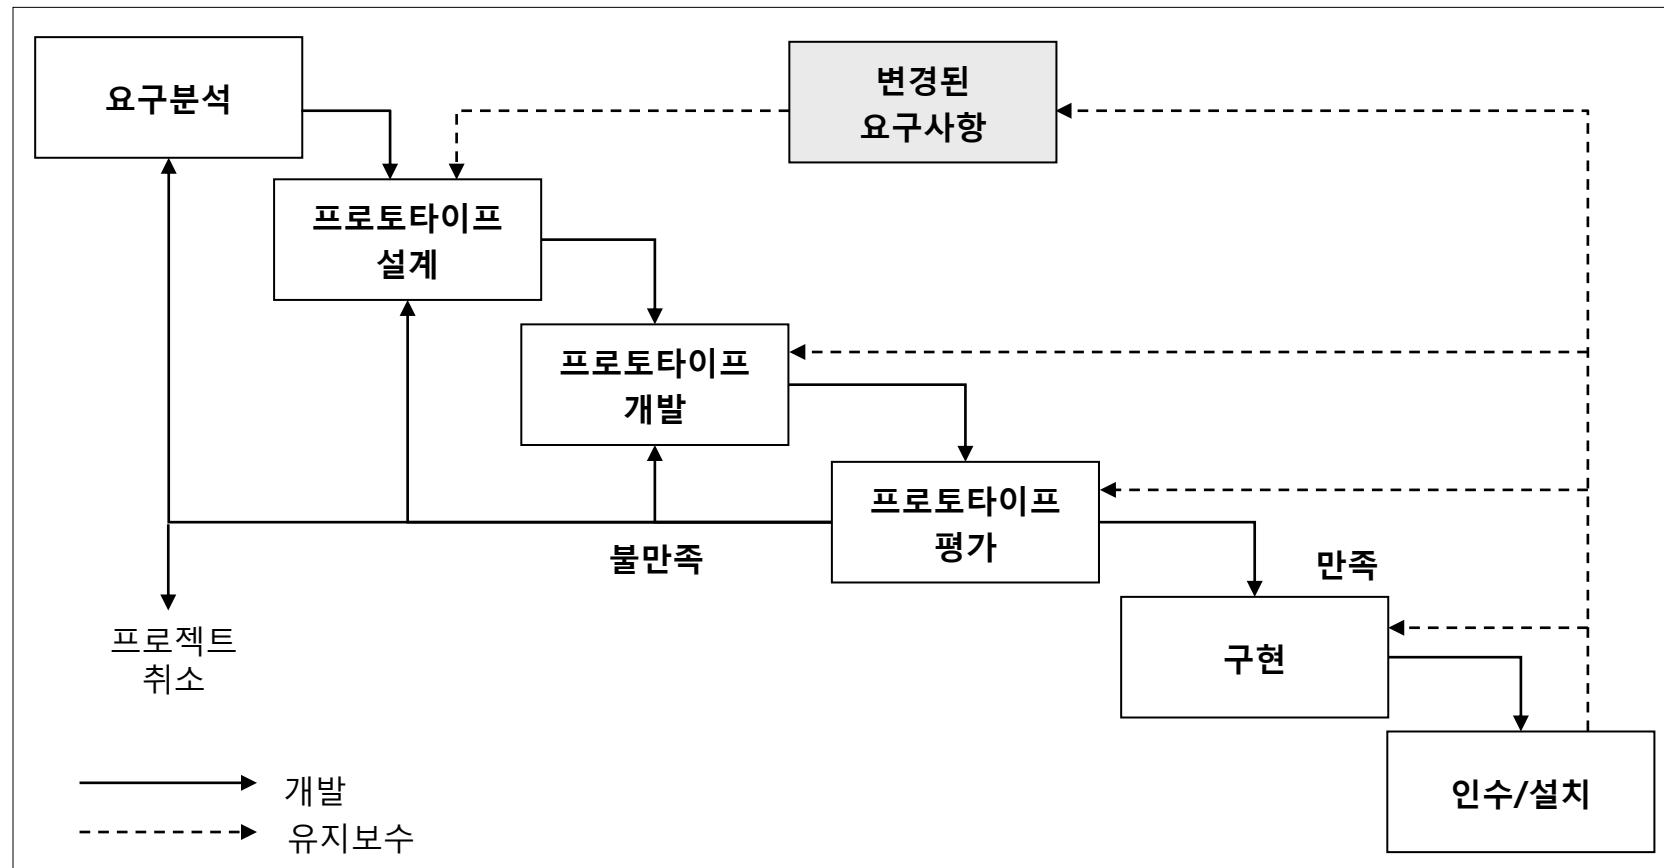 요구분석
변경된
요구사항
프로토타이프
설계
프로토타이프
개발
프로토타이프
평가
불만족
만족
프로젝트
취소
구현
인수/설치
개발
유지보수